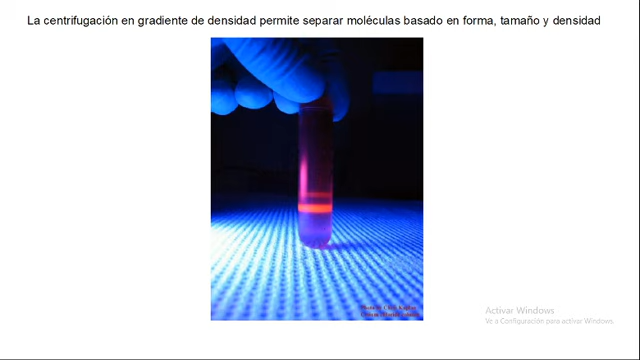 La centrifugación en gradiente de densidad permite separar moléculas basado en forma, tamaño y densidad
Activar Windows
Ve a Configuración para activar Windows.